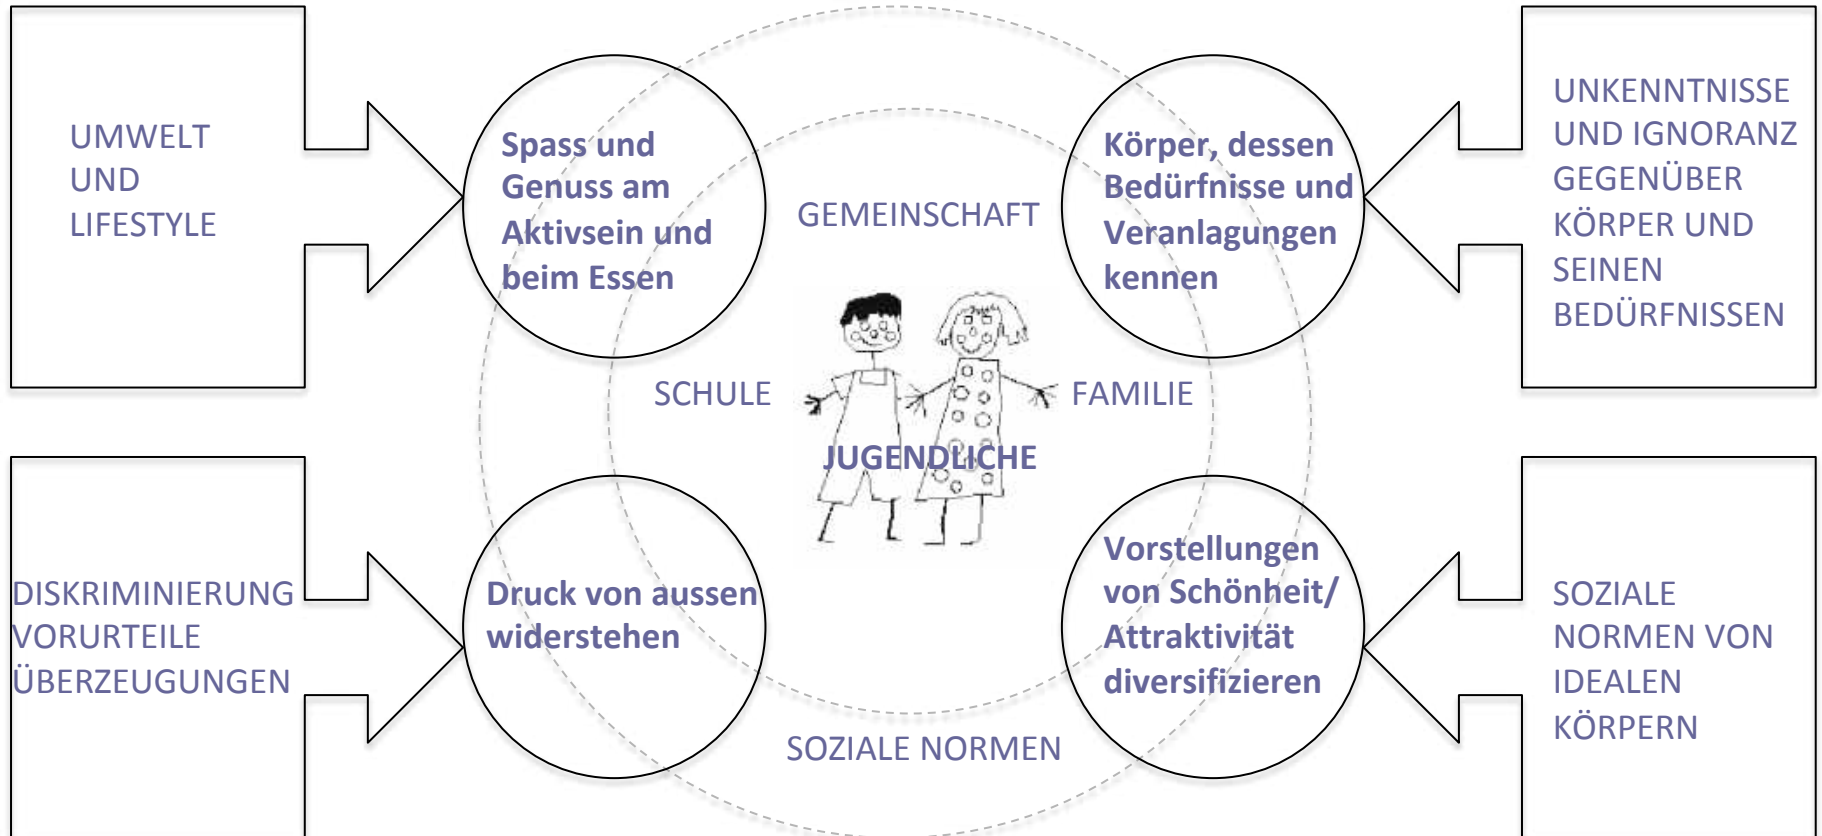 UMWELT
UND
LIFESTYLE
Spass und
Genuss am
Aktivsein und
beim Essen
GEMEINSCHAFT
Körper, dessen
Bedürfnisse und
Veranlagungen
kennen
UNKENNTNISSE
UND IGNORANZ
GEGENÜBER
KÖRPER UND
SEINEN
BEDÜRFNISSEN
SCHULE
FAMILIE
JUGENDLICHE
DISKRIMINIERUNG
VORURTEILE
ÜBERZEUGUNGEN
Druck von aussen
widerstehen
Vorstellungen
von Schönheit/
Attraktivität
diversifizieren
SOZIALE
NORMEN VON
IDEALEN
KÖRPERN
SOZIALE NORMEN